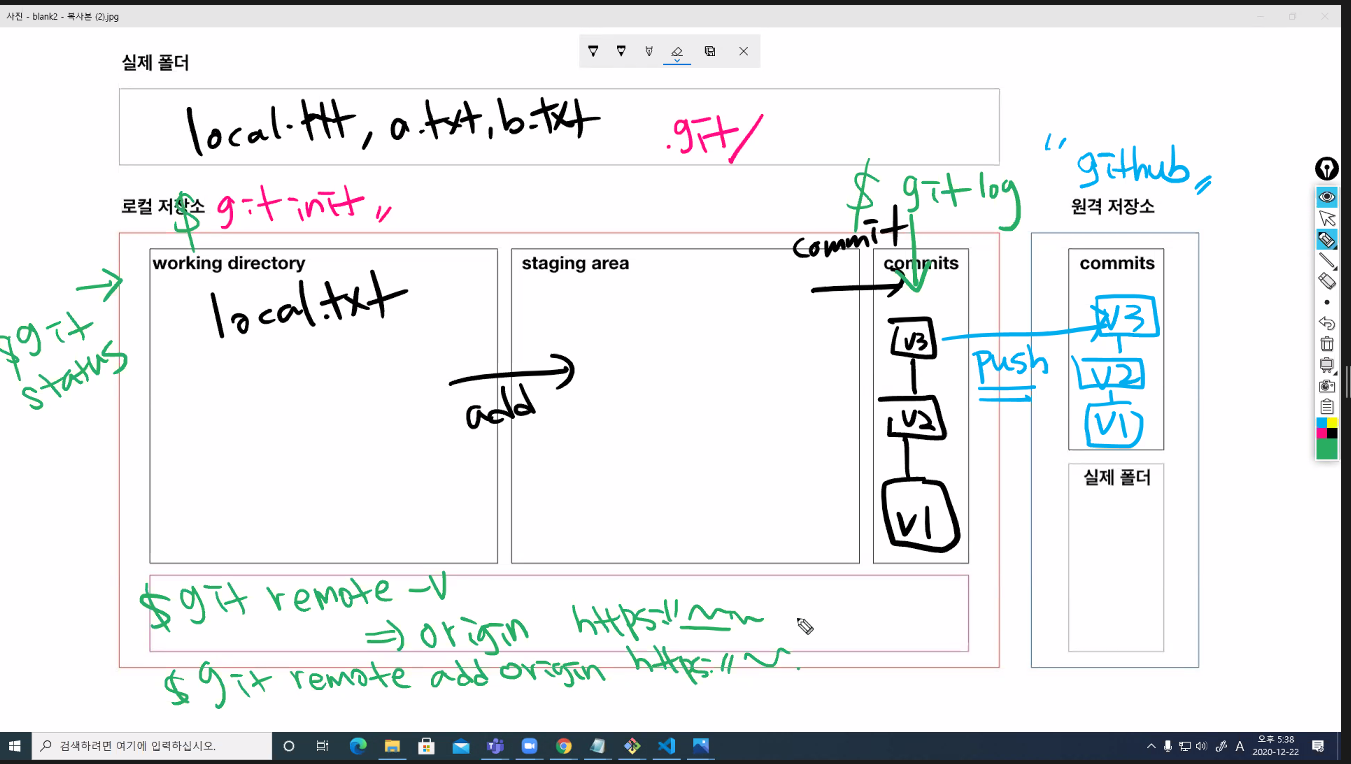 사진 - blank2 - 복사본 (2).jpg
실제 폴더
local.ttt, a.txt, b.txt .git/
"github"
로컬 저장소 $ git init "
$ git log
원격 저장소
commit
working directory
staging area
commits
commits
local.txt
$git status
add
v3
v2
v1
push
v3
v2
v1
실제 폴더
$ git remote -v
=> origin https://
$ git remote add origin https://
검색하려면 여기에 입력하십시오.
A
오후 5:38
2020-12-22